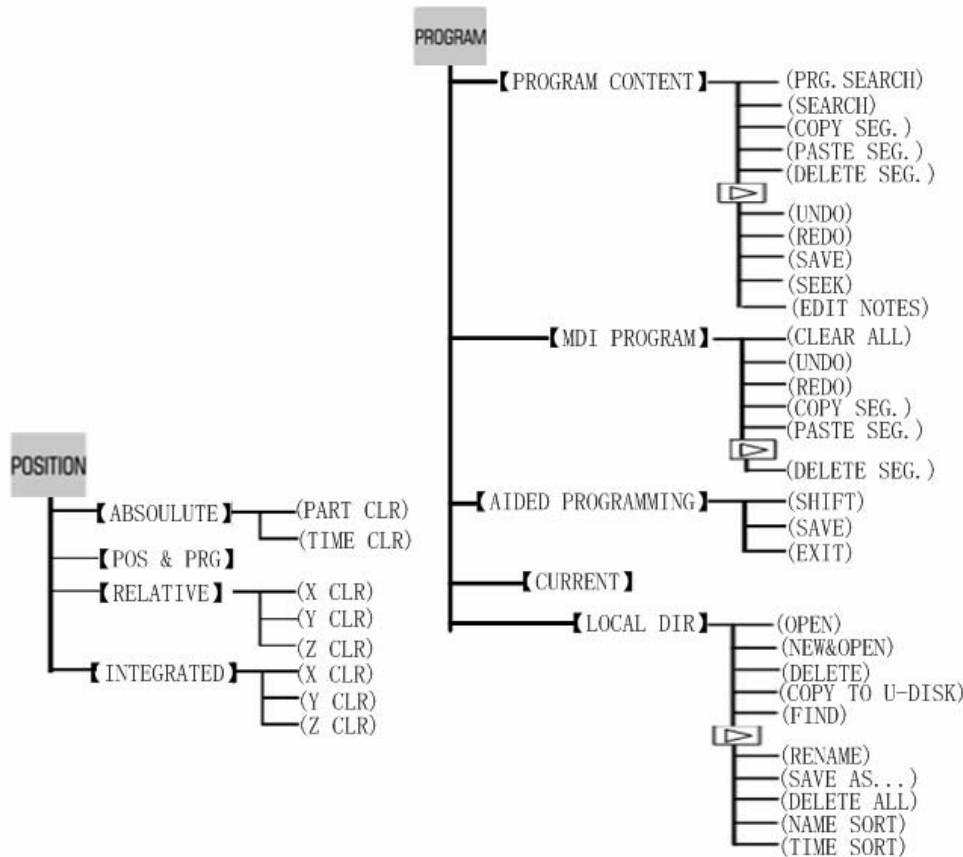 PROGRAM
【PROGRAM CONTENT】
(PRG. SEARCH)
(SEARCH)
(COPY SEG.)
(PASTE SEG.)
(DELETE SEG.)
(UNDO)
(REDO)
(SAVE)
(SEEK)
(EDIT NOTES)
【MDI PROGRAM】
(CLEAR ALL)
(UNDO)
(REDO)
(COPY SEG.)
(PASTE SEG.)
(DELETE SEG.)
【AIDED PROGRAMMING】
(SHIFT)
(SAVE)
(EXIT)
【CURRENT】
【LOCAL DIR】
(OPEN)
(NEW&OPEN)
(DELETE)
(COPY TO U-DISK)
(FIND)
(RENAME)
(SAVE AS...)
(DELETE ALL)
(NAME SORT)
(TIME SORT)
POSITION
【ABSOULUTE】
(PART CLR)
(TIME CLR)
【POS & PRG】
【RELATIVE】
(X CLR)
(Y CLR)
(Z CLR)
【INTEGRATED】
(X CLR)
(Y CLR)
(Z CLR)